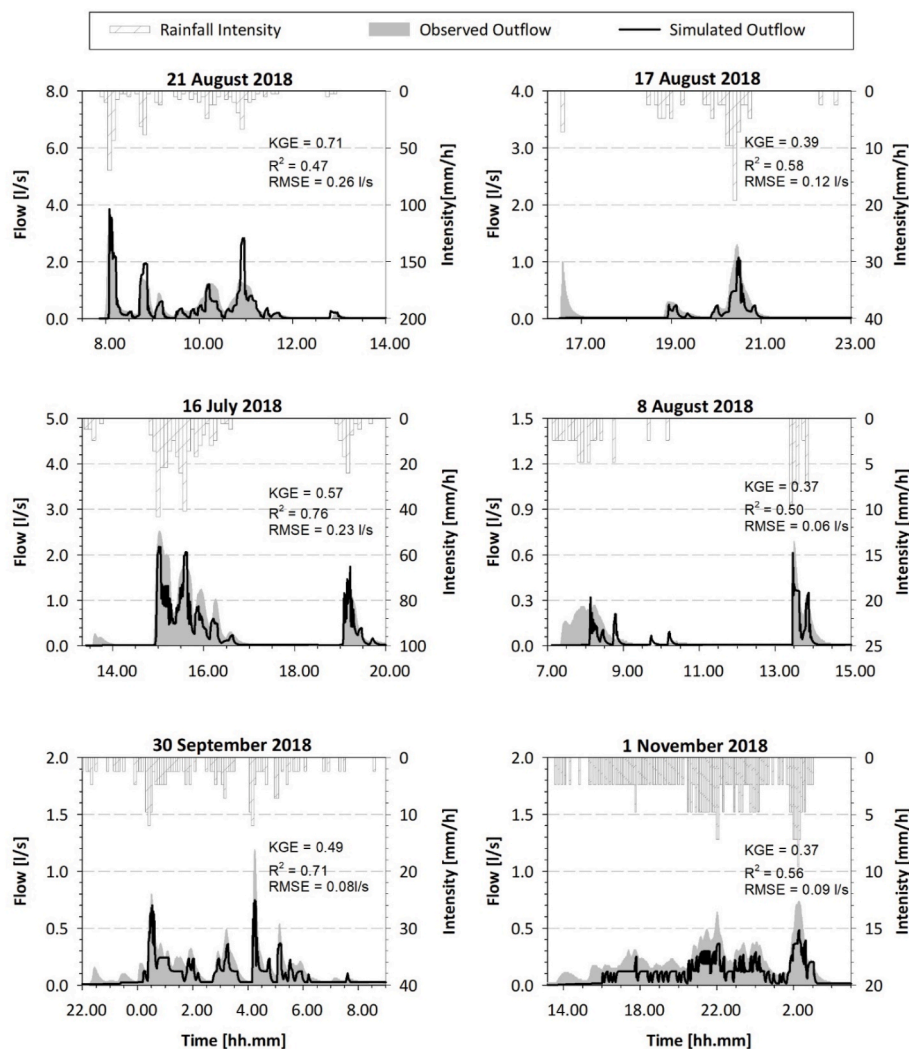 Rainfall Intensity Observed Outflow Simulated Outflow
21 August 2018
8.0
6.0
4.0
2.0
0.0
Flow [l/s]
0
50
100
150
200
Intensity[mm/h]
KGE = 0.71
R² = 0.47
RMSE = 0.26 l/s
8.00 10.00 12.00 14.00
17 August 2018
4.0
3.0
2.0
1.0
0.0
Flow [l/s]
0
10
20
30
40
Intensity[mm/h]
KGE = 0.39
R² = 0.58
RMSE = 0.12 l/s
17.00 19.00 21.00 23.00
16 July 2018
5.0
4.0
3.0
2.0
1.0
0.0
Flow [l/s]
0
20
40
60
80
100
Intensity [mm/h]
KGE = 0.57
R² = 0.76
RMSE = 0.23 l/s
14.00 16.00 18.00 20.00
8 August 2018
1.5
1.2
0.9
0.6
0.3
0.0
Flow [l/s]
0
5
10
15
20
25
Intensity [mm/h]
KGE = 0.37
R² = 0.50
RMSE = 0.06 l/s
7.00 9.00 11.00 13.00 15.00
30 September 2018
2.0
1.5
1.0
0.5
0.0
Flow [l/s]
0
10
20
30
40
Intenisty [mm/h]
KGE = 0.49
R² = 0.71
RMSE = 0.08l/s
22.00 0.00 2.00 4.00 6.00 8.00
Time [hh.mm]
1 November 2018
2.0
1.5
1.0
0.5
0.0
Flow [l/s]
0
5
10
15
20
Intenisty [mm/h]
KGE = 0.37
R² = 0.56
RMSE = 0.09 l/s
14.00 18.00 22.00 2.00
Time [hh.mm]